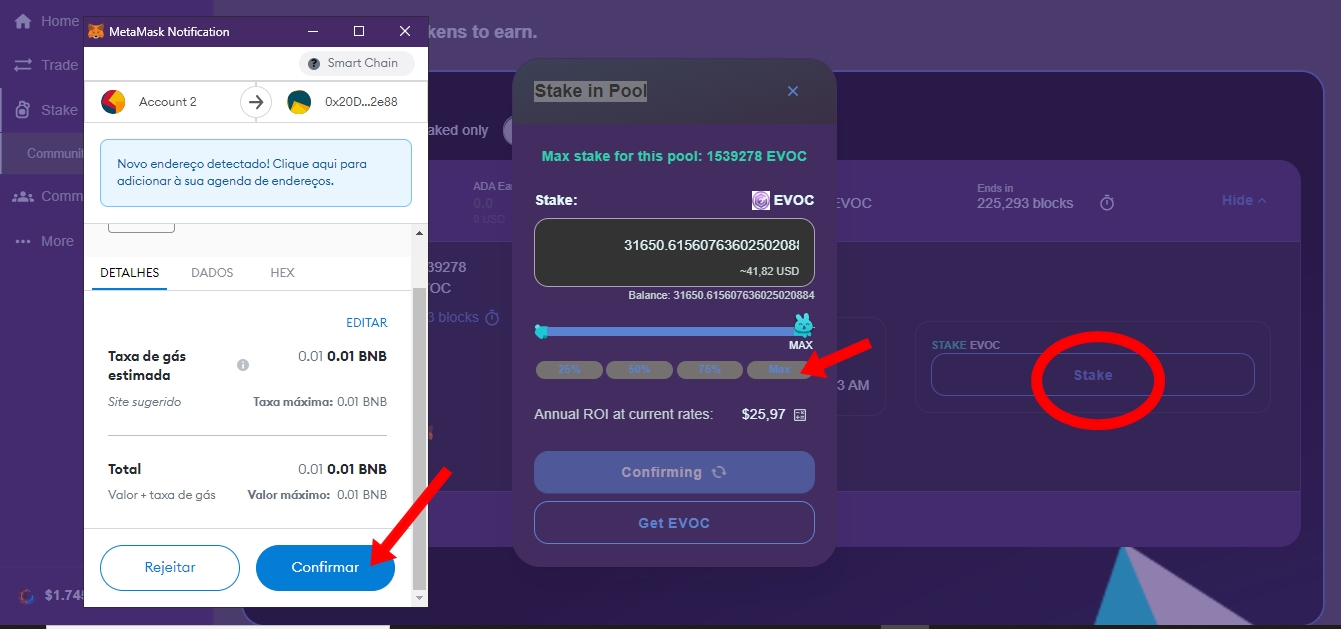 Home
Trade
Stake
Communit
Comm
More
$1.745
MetaMask Notification
Smart Chain
Account 2
0x20D...2e88
Novo endereço detectado! Clique aqui para
adicionar à sua agenda de endereços.
DETALHES DADOS HEX
EDITAR
Taxa de gás
estimada
0.01 0.01 BNB
Site sugerido
Taxa máxima: 0.01 BNB
Total
0.01 0.01 BNB
Valor + taxa de gás
Valor máximo: 0.01 BNB
Rejeitar
Confirmar
kens to earn.
aked only
ADA Ea
0.0
0 USD
39278
OC
3 blocks
Stake in Pool
Max stake for this pool: 1539278 EVOC
Stake:
EVOC
31650.61560763602502088
~41,82 USD
Balance: 31650.615607636025020884
MAX
25% 50% 75% Max
Annual ROI at current rates: $25,97
Confirming
Get EVOC
EVOC
Ends in
225,293 blocks
Hide
3 AM
STAKE EVOC
Stake